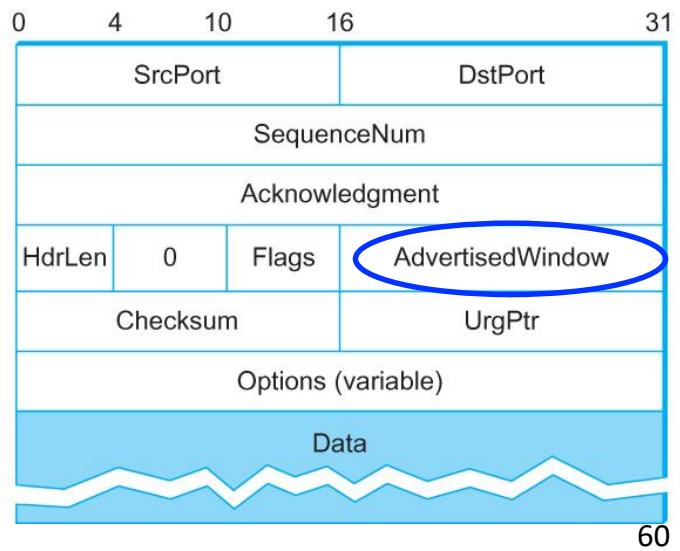 0 4 10 16 31
SrcPort DstPort
SequenceNum
Acknowledgment
HdrLen 0 Flags AdvertisedWindow
Checksum UrgPtr
Options (variable)
Data
60